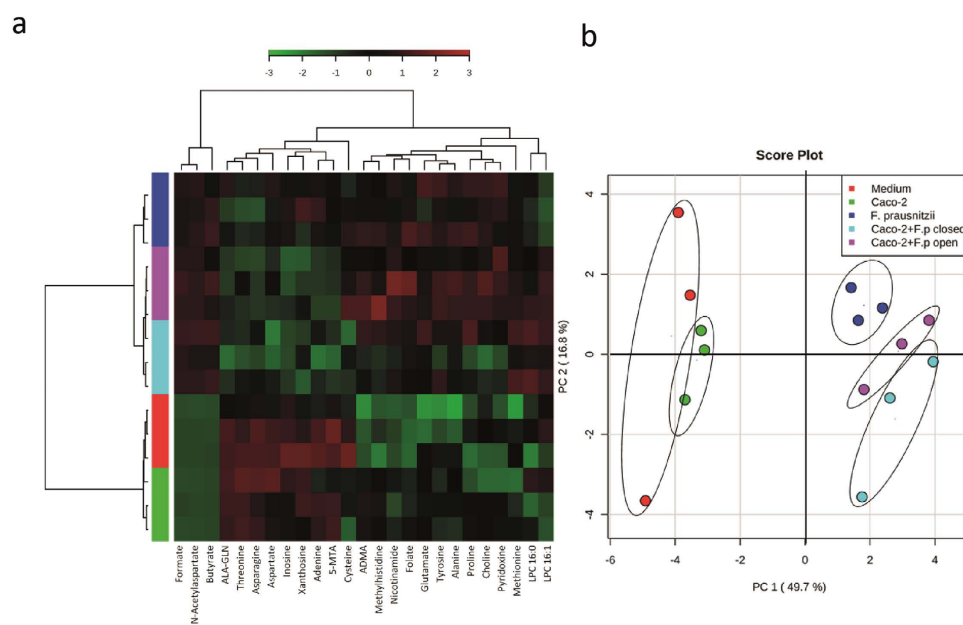 a
b
-3 -2 -1 0 1 2 3
Formate
N-Acetylaspartate
Butyrate
ALA-GLN
Threonine
Asparagine
Aspartate
Inosine
Xanthosine
Adenine
5-MTA
Cysteine
ADMA
Methylhistidine
Nicotinamide
Folate
Glutamate
Tyrosine
Alanine
Proline
Choline
Pyridoxine
Methionine
LPC 16:0
LPC 16:1
Score Plot
Medium
Caco-2
F. prausnitzii
Caco-2+F.p closed
Caco-2+F.p open
PC 2 ( 16.8 %)
4
2
0
-2
-4
-6 -4 -2 0 2 4 6
PC 1 ( 49.7 %)